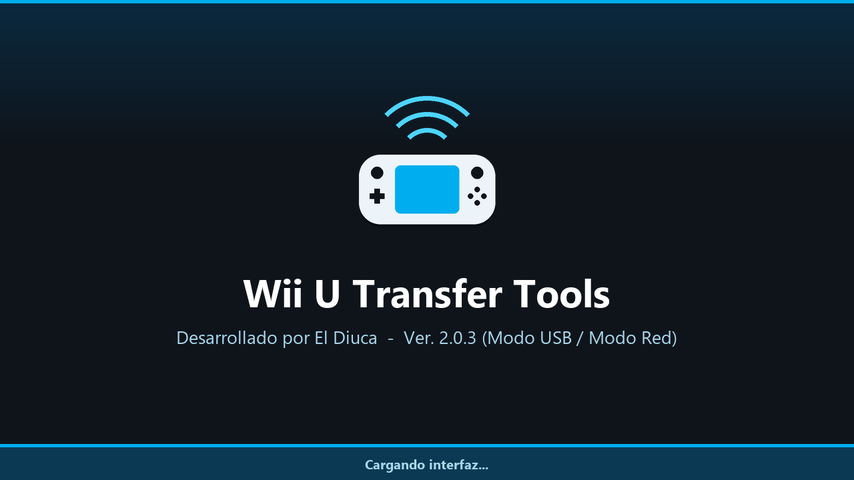 Wii U Transfer Tools
Desarrollado por El Diuca - Ver. 2.0.3 (Modo USB / Modo Red)
Cargando interfaz...